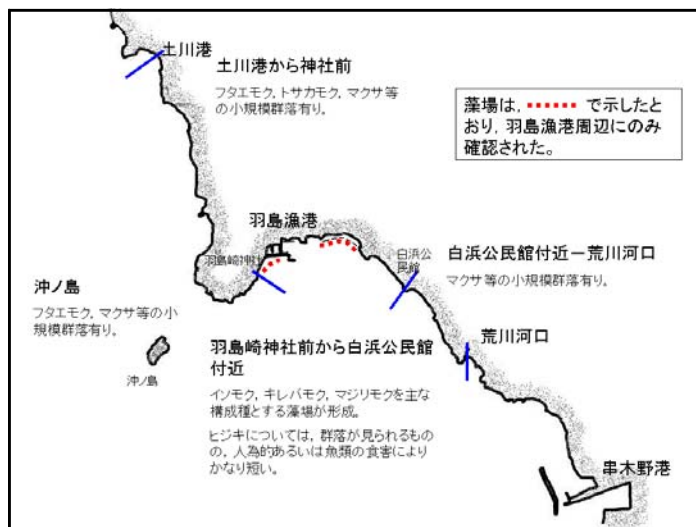 土川港
土川港から神社前
フタエモク, トサカモク, マクサ等
の小規模群落有り。
藻場は, ・・・・・・ で示したと
おり, 羽島漁港周辺にのみ
確認された。
羽島漁港
羽島崎神社
白浜公
民館
白浜公民館付近ー荒川河口
マクサ等の小規模群落有り。
沖ノ島
フタエモク, マクサ等の小
規模群落有り。
沖ノ島
羽島崎神社前から白浜公民館
付近
イソモク, キレバモク, マジリモクを主な
構成種とする藻場が形成。
ヒジキについては, 群落が見られるもの
の, 人為的あるいは魚類の食害により
かなり短い。
荒川河口
串木野港